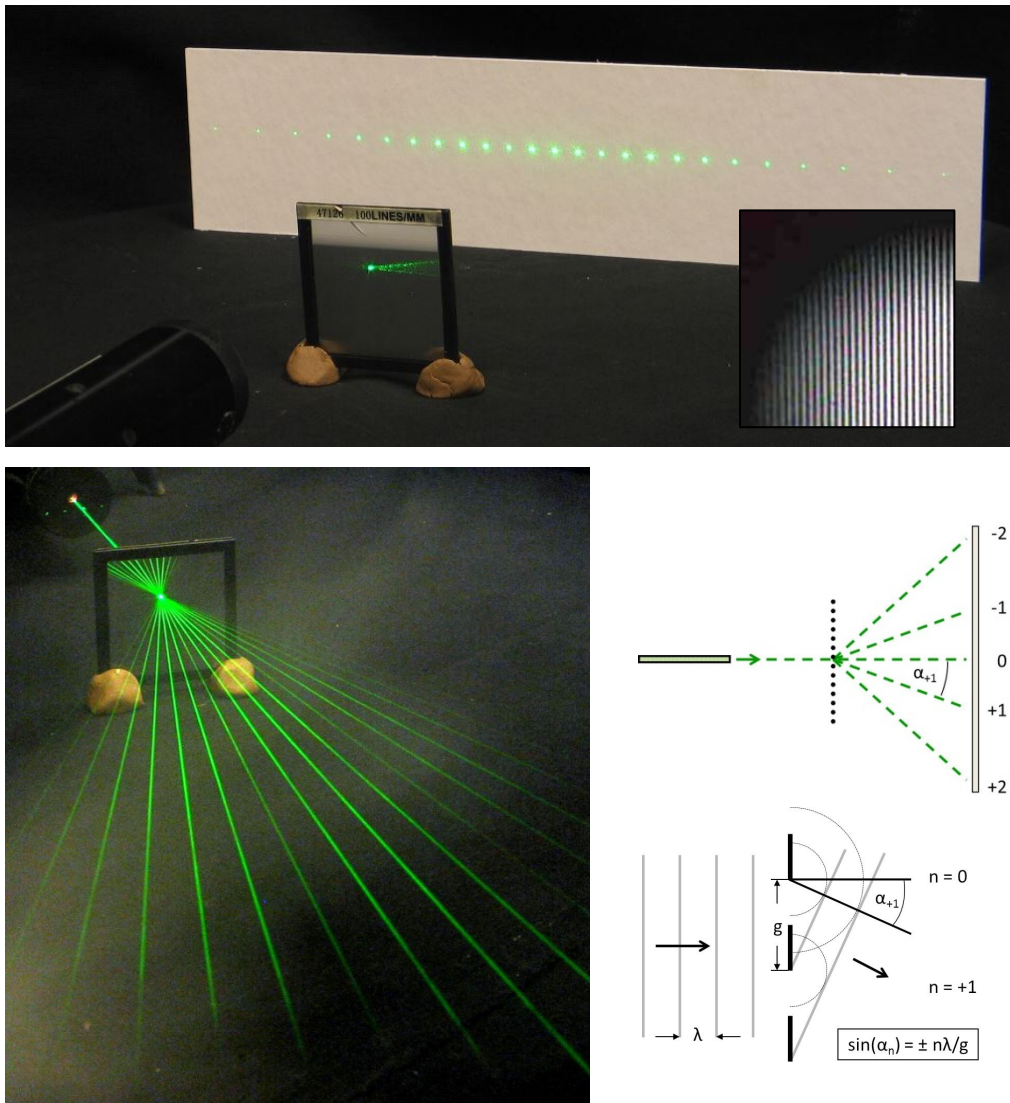 47126 100LINES/MM
-2
-1
0
α+1
+1
+2
n = 0
α+1
g
n = +1
λ
sin(αn) = ± nλ/g